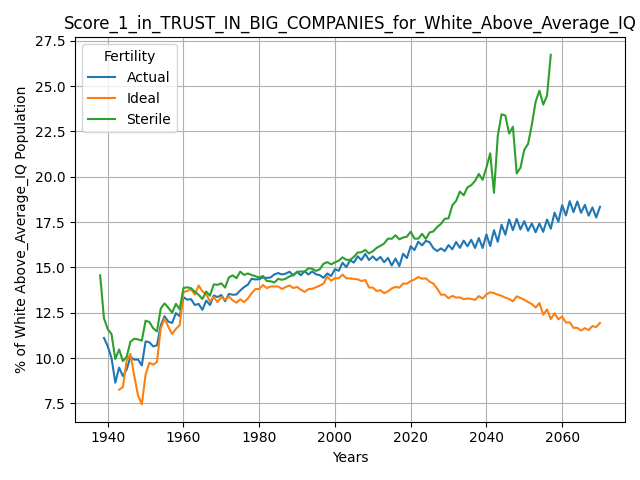 Score_1_in_TRUST_IN_BIG_COMPANIES_for_White_Above_Average_IQ
Fertility
Actual
Ideal
Sterile
% of White Above_Average_IQ Population
27.5
25.0
22.5
20.0
17.5
15.0
12.5
10.0
7.5
1940 1960 1980 2000 2020 2040 2060
Years